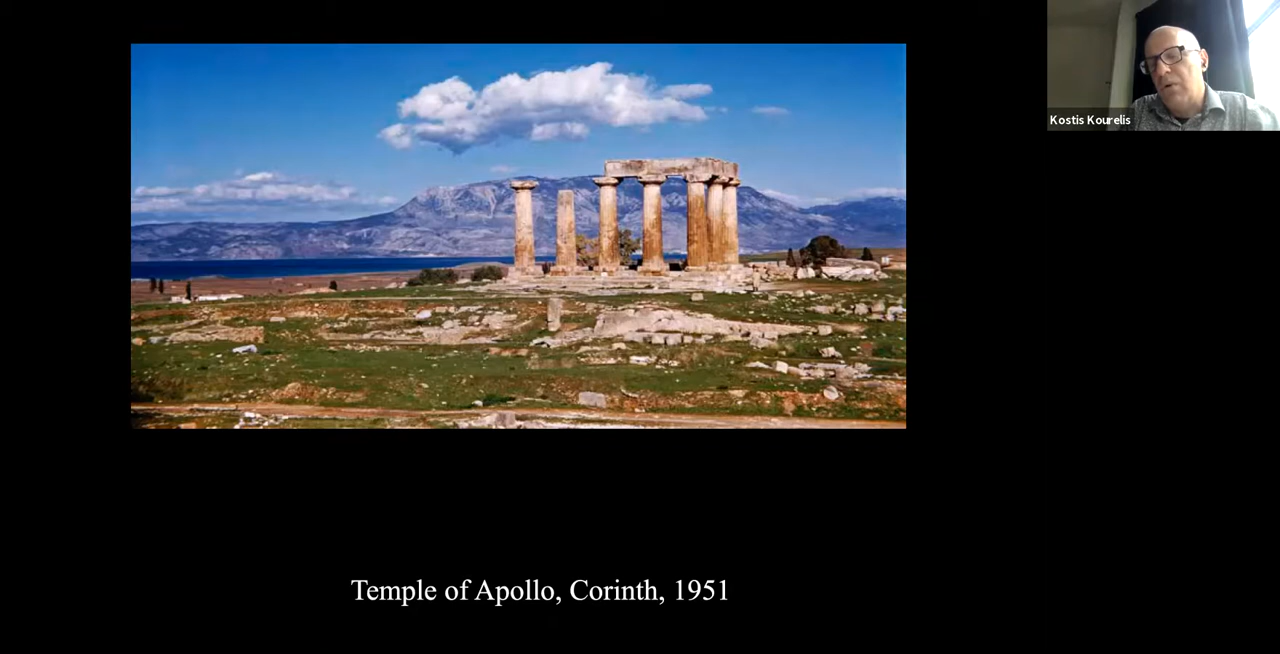 Kostis Kourelis
Temple of Apollo, Corinth, 1951